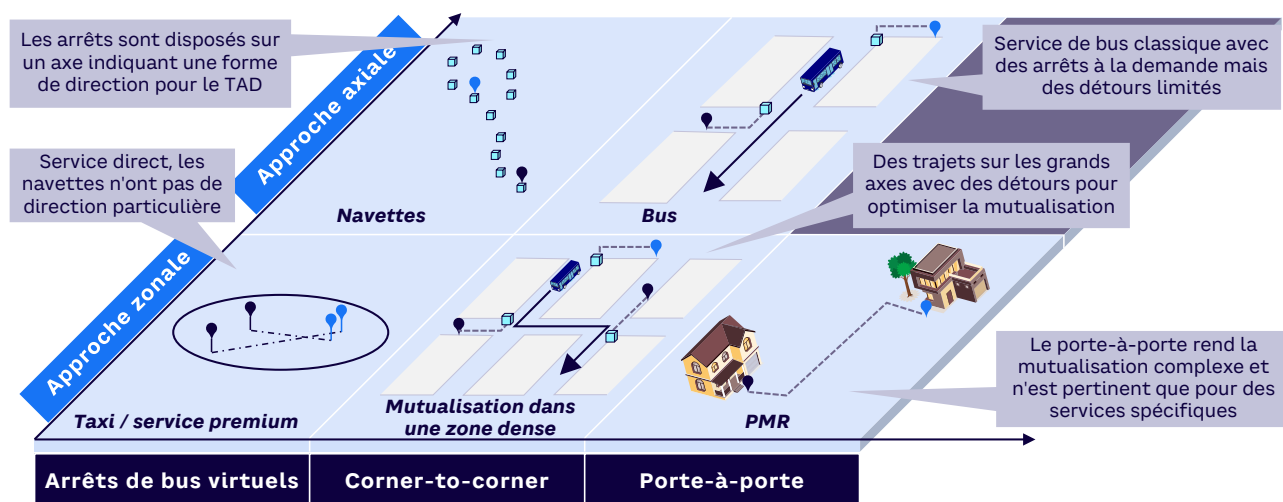 Les arrêts sont disposés sur
un axe indiquant une forme
de direction pour le TAD
Service de bus classique avec
des arrêts à la demande mais
des détours limités
Approche axiale
Service direct, les
navettes n'ont pas de
direction particulière
Des trajets sur les grands
axes avec des détours pour
optimiser la mutualisation
Navettes
Bus
Approche zonale
Le porte-à-porte rend la
mutualisation complexe et
n'est pertinent que pour des
services spécifiques
Taxi / service premium
Mutualisation dans
une zone dense
PMR
Arrêts de bus virtuels
Corner-to-corner
Porte-à-porte